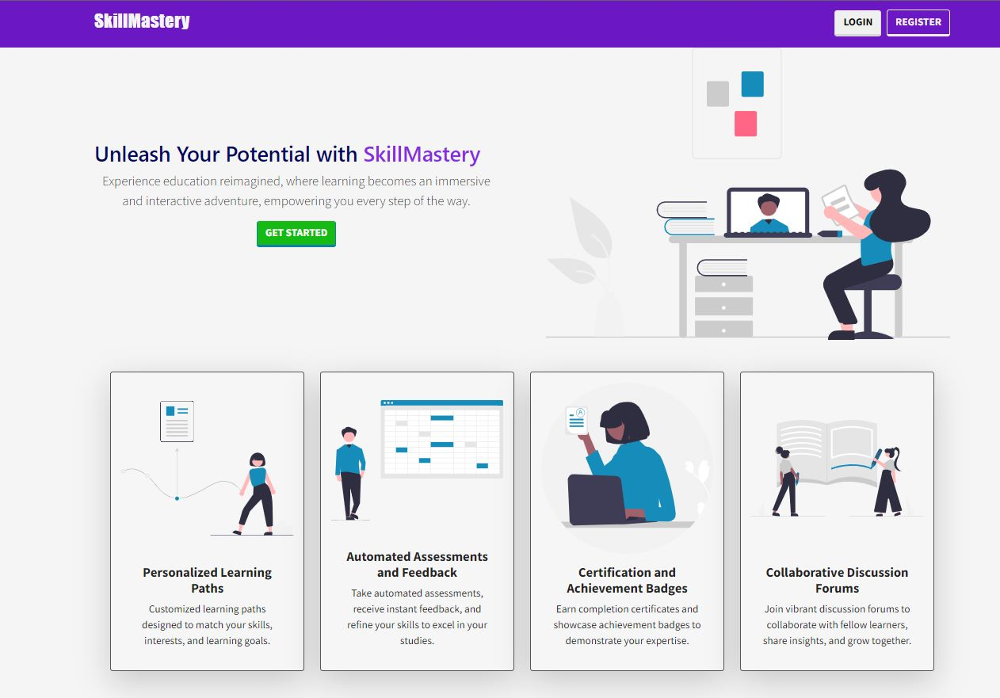 SkillMastery
LOGIN
REGISTER
Unleash Your Potential with SkillMastery
Experience education reimagined, where learning becomes an immersive
and interactive adventure, empowering you every step of the way.
GET STARTED
Personalized Learning
Paths
Customized learning paths
designed to match your skills,
interests, and learning goals.
Automated Assessments
and Feedback
Take automated assessments,
receive instant feedback, and
refine your skills to excel in your
studies.
A
Certification and
Achievement Badges
Earn completion certificates and
showcase achievement badges to
demonstrate your expertise.
Collaborative Discussion
Forums
Join vibrant discussion forums to
collaborate with fellow learners,
share insights, and grow together.